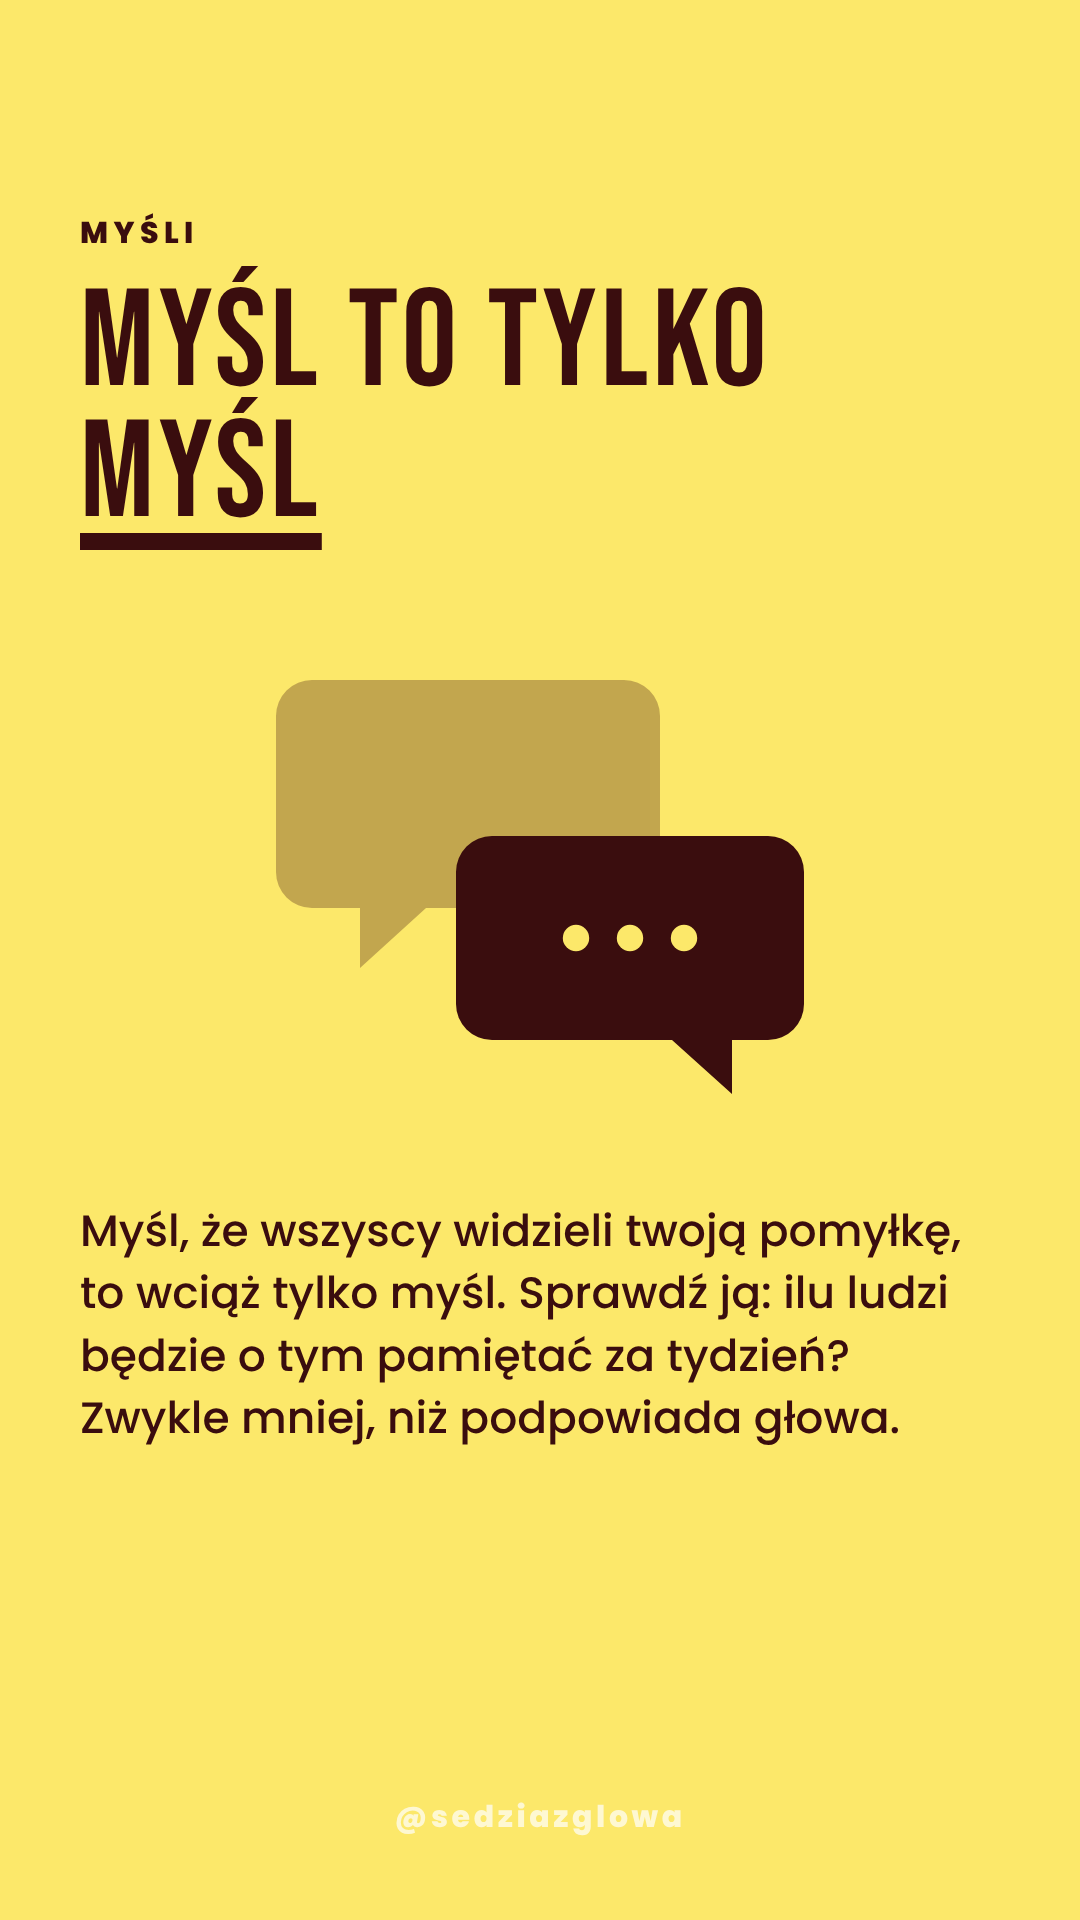 MYŚLI
MYŚL TO TYLKO
MYŚL
Myśl, że wszyscy widzieli twoją pomyłkę,
to wciąż tylko myśl. Sprawdź ją: ilu ludzi
będzie o tym pamiętać za tydzień?
Zwykle mniej, niż podpowiada głowa.
@sedziazglowa